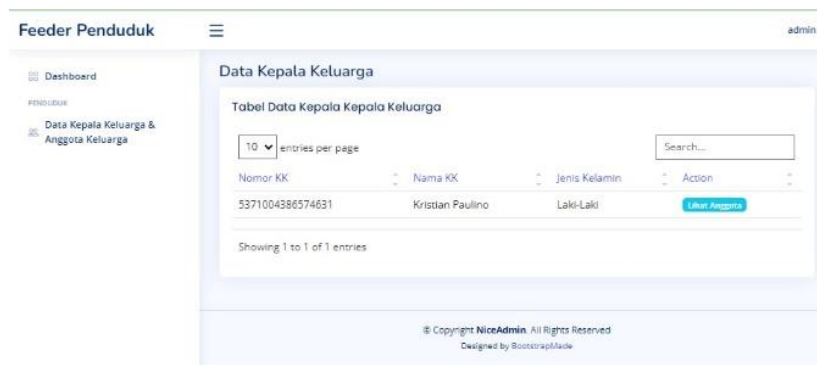 Feeder Penduduk
admin
Dashboard
PENDUDUK
Data Kepala Keluarga &
Anggota Keluarga
Data Kepala Keluarga
Tabel Data Kepala Kepala Keluarga
10 entries per page
Search...
Nomor KK Nama KK Jenis Kelamin Action
5371004386574631 Kristian Paulino Laki-Laki Lihat Anggota
Showing 1 to 1 of 1 entries
© Copyright NiceAdmin. All Rights Reserved
Designed by BootstrapMade